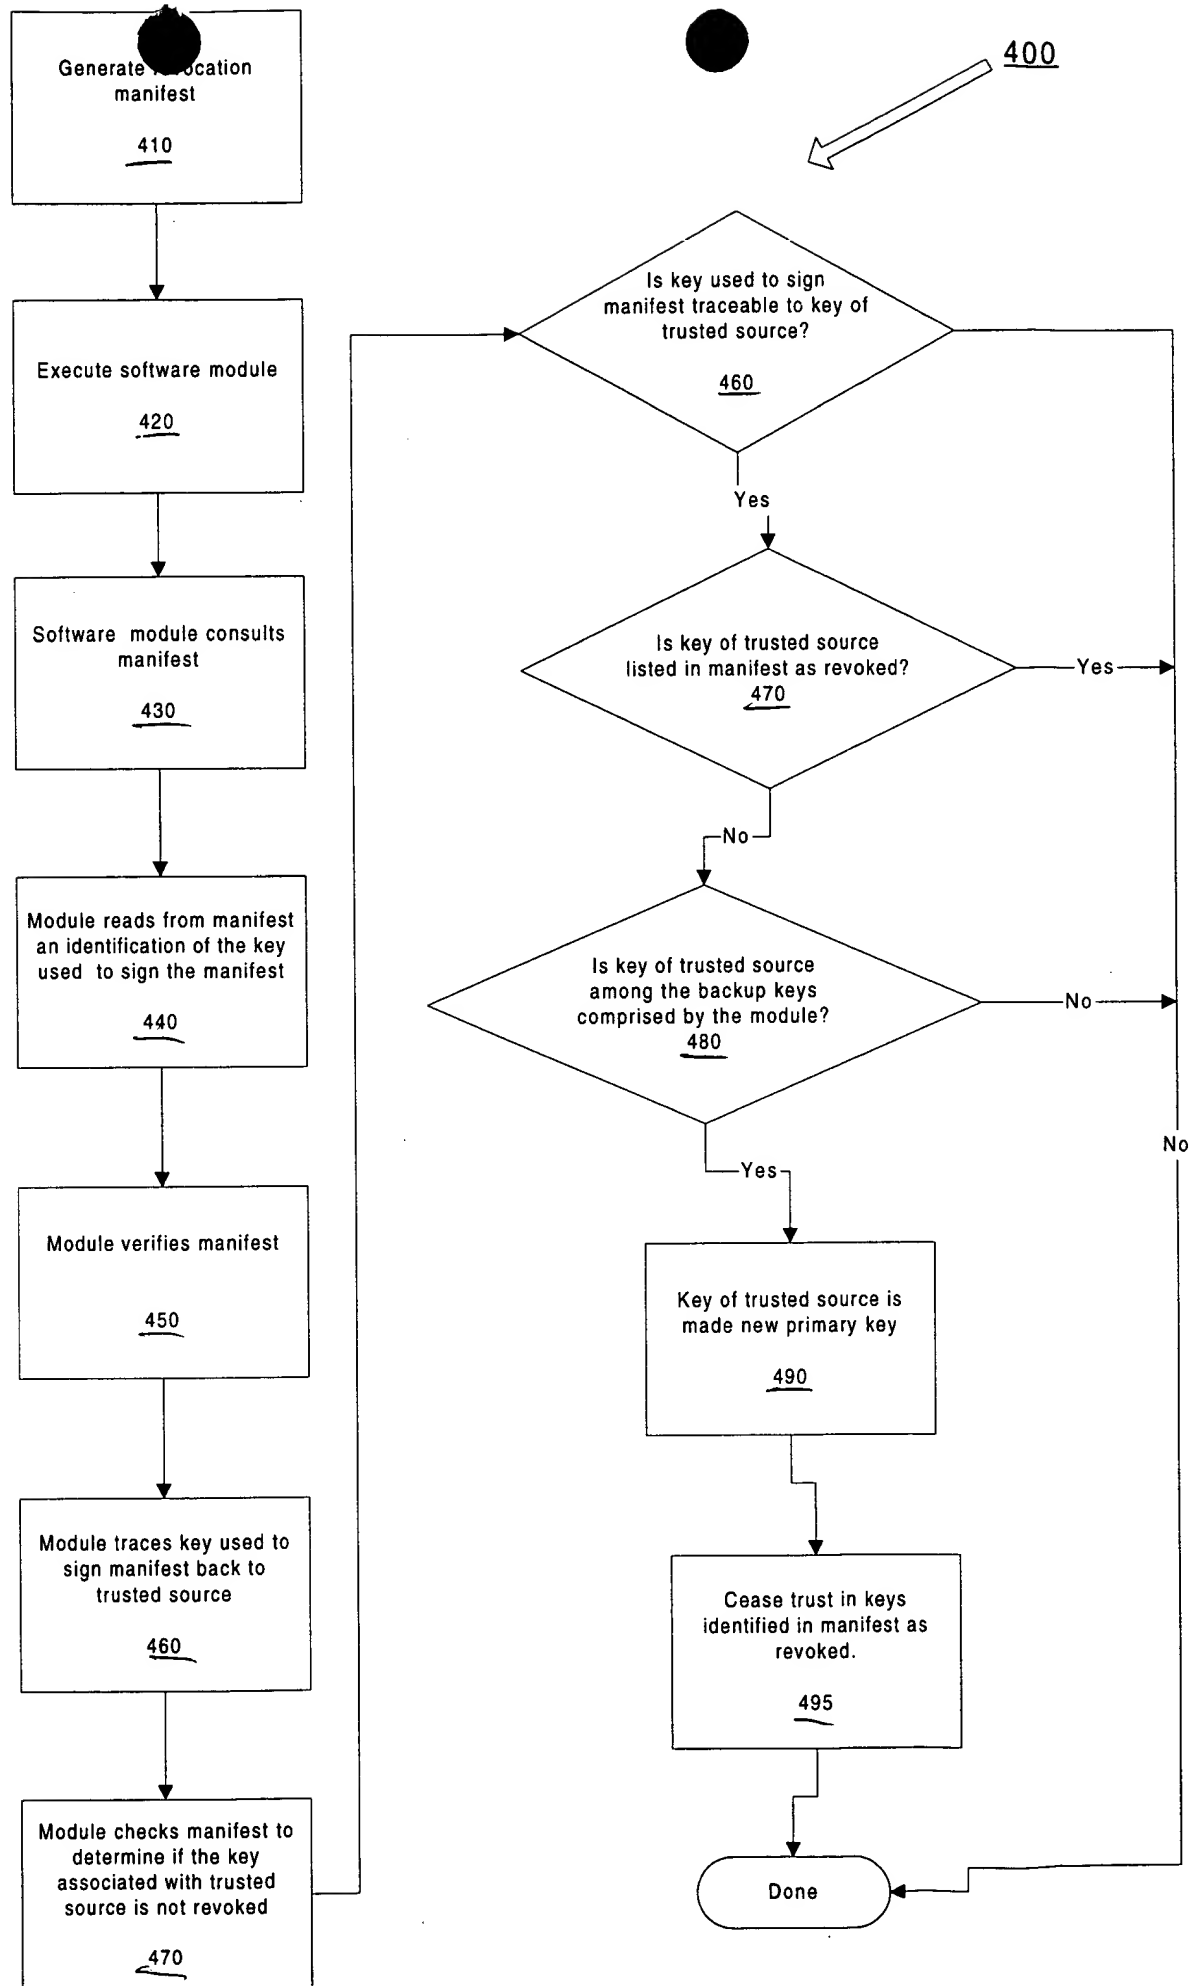 Generate
manifest
410
Execute software module
420
Software module consults
manifest
430
Module reads from manifest
an identification of the key
used to sign the manifest
440
Module verifies manifest
450
Module traces key used to
sign manifest back to
trusted source
460
Module checks manifest to
determine if the key
associated with trusted
source is not revoked
470
400
Is key used to sign
manifest traceable to key of
trusted source?
460
Yes
Is key of trusted source
listed in manifest as revoked?
470
Yes
No
Is key of trusted source
among the backup keys
comprised by the module?
480
No
No
Yes
Key of trusted source is
made new primary key
490
Cease trust in keys
identified in manifest as
revoked.
495
Done